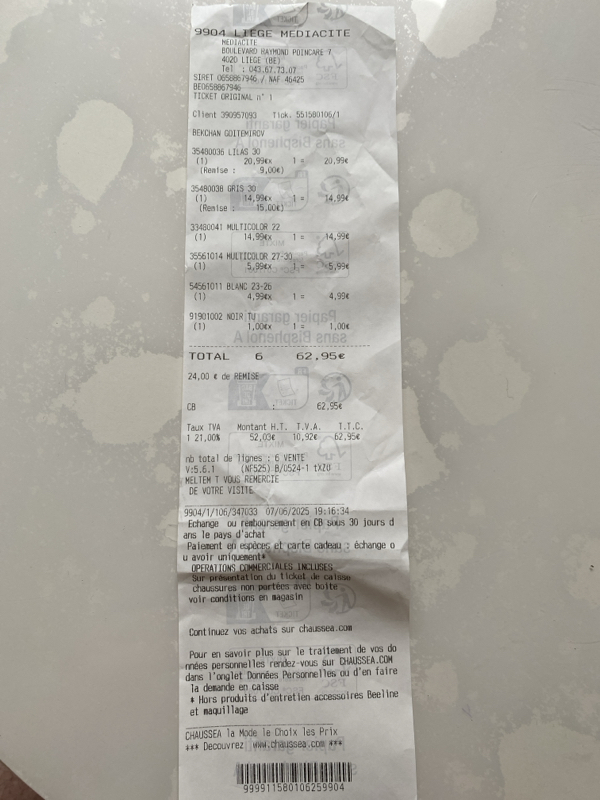 9904 LIEGE MEDIACITE
MEDIACITE
BOULEVARD RAYMOND POINCARE 7
4020 LIEGE (BE)
Tel : 043.67.73.07
SIRET 0658867946 / NAF 46425
BE0658867946
TICKET ORIGINAL n° 1
Client 390957093 Tick. 551580106/1
BEKCHAN GOITEMIROV
35480036 LILAS 30
(1) 20,99€x 1 = 20,99€
(Remise : 9,00€)
35480038 GRIS 30
(1) 14,99€x 1 = 14,99€
(Remise : 15,00€)
33480041 MULTICOLOR 22
(1) 14,99€x 1 = 14,99€
35561014 MULTICOLOR 27-30
(1) 5,99€x 1 = 5,99€
54561011 BLANC 23-26
(1) 4,99€x 1 = 4,99€
91901002 NOIR TU
(1) 1,00€x 1 = 1,00€
TOTAL 6 62,95€
24,00 € de REMISE
CB : 62,95€
Taux TVA Montant H.T. T.V.A. T.T.C.
1 21,00% 52,03€ 10,92€ 62,95€
nb total de lignes : 6 VENTE
V:5.6.1 (NF525) B/0524-1 tXZU
MELTEM T VOUS REMERCIE
DE VOTRE VISITE
9904/1/106/347033 07/06/2025 19:16:34
Echange ou remboursement en CB sous 30 jours d
ans le pays d'achat
Paiement en espèces et carte cadeau : échange o
u avoir uniquement*
OPERATIONS COMMERCIALES INCLUSES
Sur présentation du ticket de caisse
chaussures non portées avec boite
voir conditions en magasin
Continuez vos achats sur chaussea.com
Pour en savoir plus sur le traitement de vos do
nnées personnelles rendez-vous sur CHAUSSEA.COM
dans l'onglet Données Personnelles ou d'en faire
la demande en caisse
* Hors produits d'entretien accessoires Beeline
et maquillage
CHAUSSEA la Mode le Choix les Prix
*** Decouvrez www.chaussea.com ***
999911580106259904